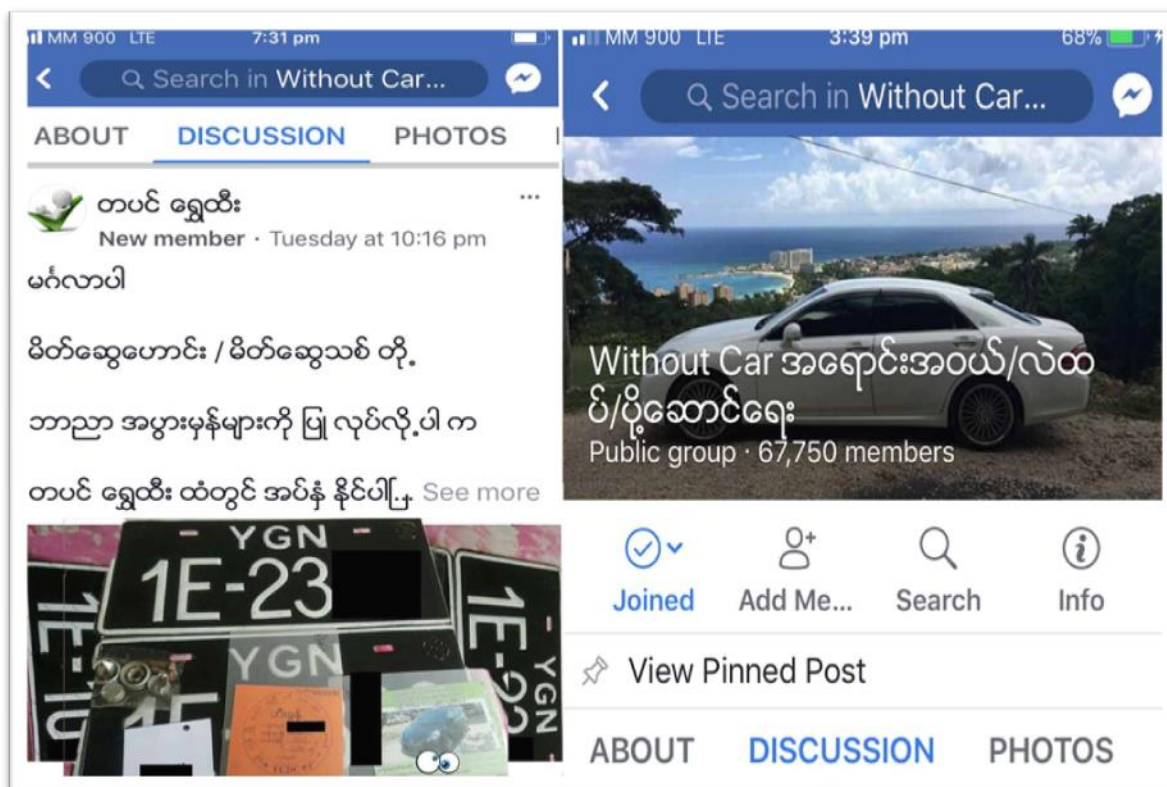 MM 900 LTE 7:31 pm
Search in Without Car...
ABOUT DISCUSSION PHOTOS
တပင် ရွှေထီး
New member · Tuesday at 10:16 pm
မင်္ဂလာပါ
မိတ်ဆွေဟောင်း / မိတ်ဆွေသစ် တို့
ဘာညာ အပွားမှန်များကို ပြု လုပ်လို့ပါ က
တပင် ရွှေထီး ထံတွင် အပ်နှံ နိုင်ပါ... See more
YGN
1E-23
YGN
YGN
MM 900 LTE 3:39 pm 68%
Search in Without Car...
Without Car အရောင်းအဝယ်/လဲထ
ပ်/ပို့ဆောင်ရေး
Public group · 67,750 members
Joined Add Me... Search Info
View Pinned Post
ABOUT DISCUSSION PHOTOS